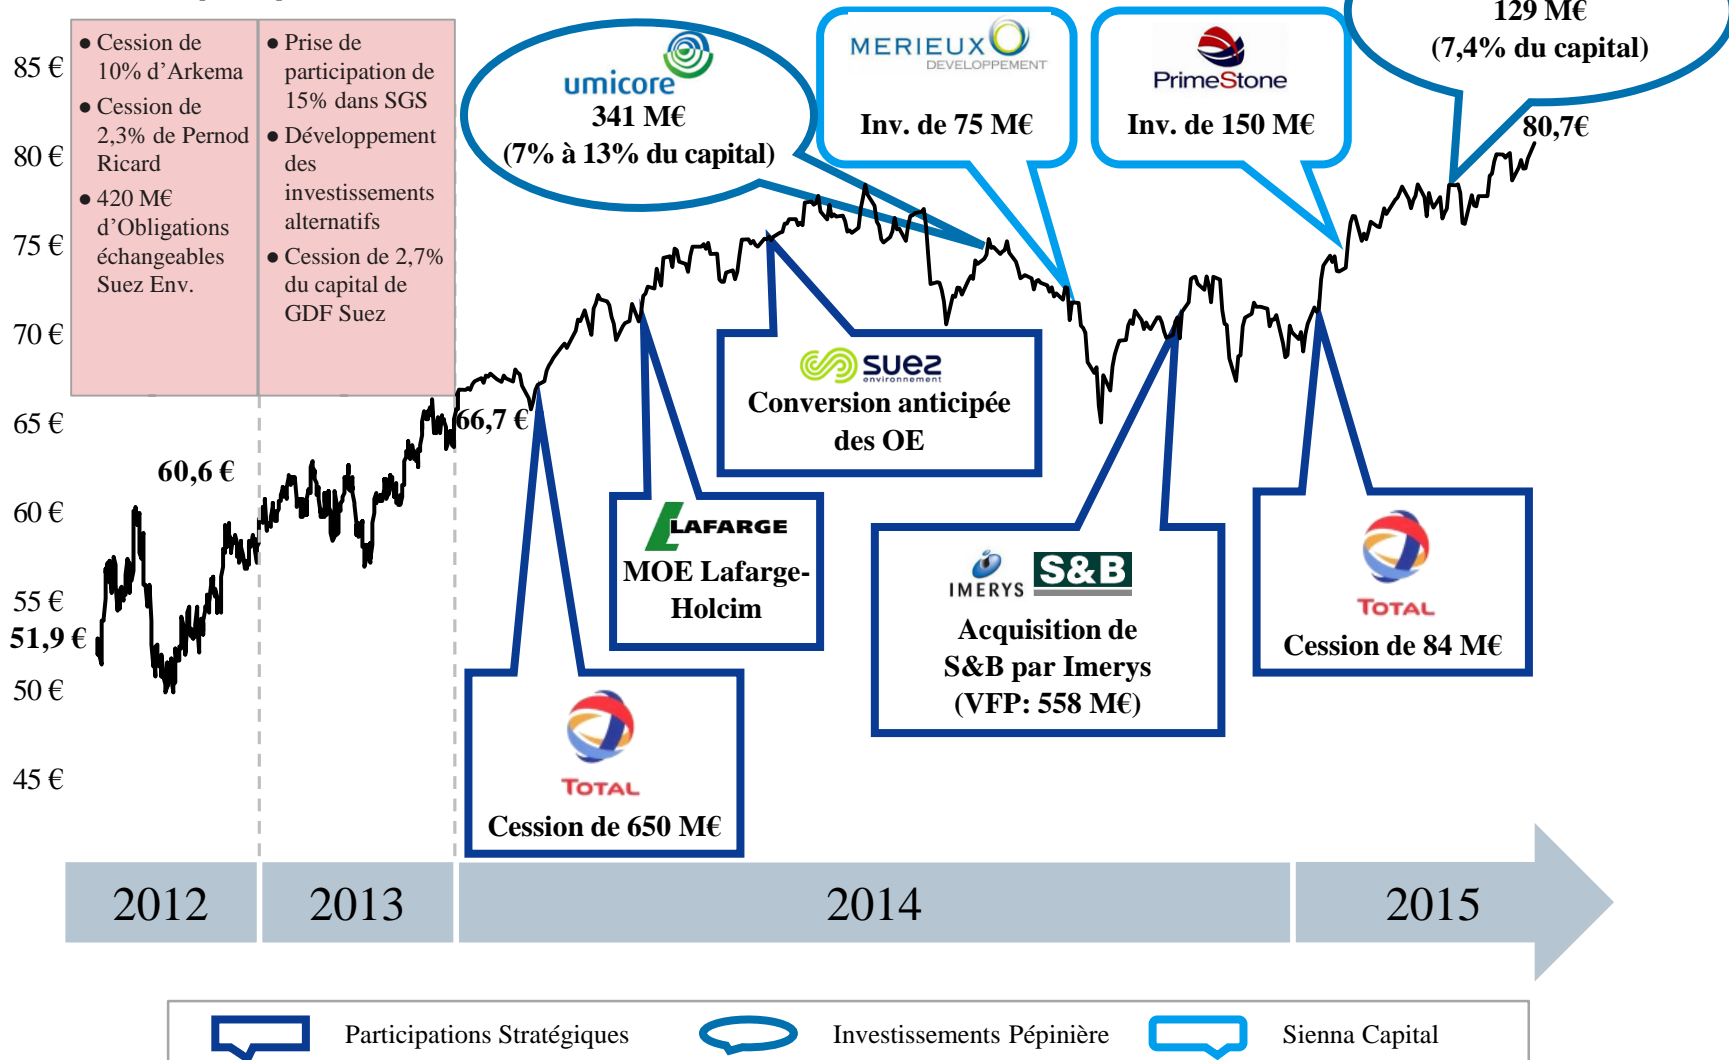 ● Cession de
10% d’Arkema
● Cession de
2,3% de Pernod
Ricard
● 420 M€
d’Obligations
échangeables
Suez Env.
● Prise de
participation de
15% dans SGS
● Développement
des
investissements
alternatifs
● Cession de 2,7%
du capital de
GDF Suez
85 €
80 €
75 €
70 €
65 €
60 €
55 €
50 €
45 €
51,9 €
60,6 €
66,7 €
80,7€
umicore
341 M€
(7% à 13% du capital)
MERIEUX
DEVELOPPEMENT
Inv. de 75 M€
PrimeStone
Inv. de 150 M€
129 M€
(7,4% du capital)
suez
environnement
Conversion anticipée
des OE
LAFARGE
MOE Lafarge-
Holcim
TOTAL
Cession de 650 M€
IMERYS S&B
Acquisition de
S&B par Imerys
(VFP: 558 M€)
TOTAL
Cession de 84 M€
2012 2013 2014 2015
Participations Stratégiques Investissements Pépinière Sienna Capital